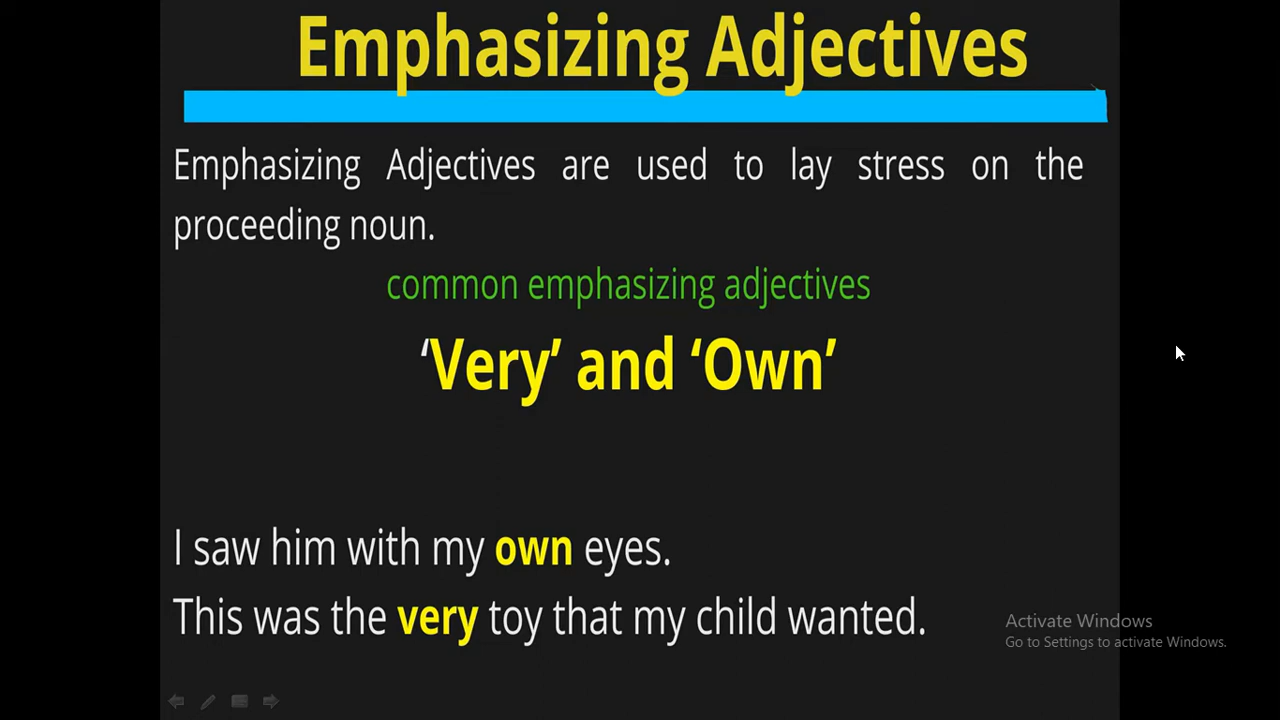 Emphasizing Adjectives
Emphasizing Adjectives are used to lay stress on the
proceeding noun.
common emphasizing adjectives
‘Very’ and ‘Own’
I saw him with my own eyes.
This was the very toy that my child wanted.
Activate Windows
Go to Settings to activate Windows.